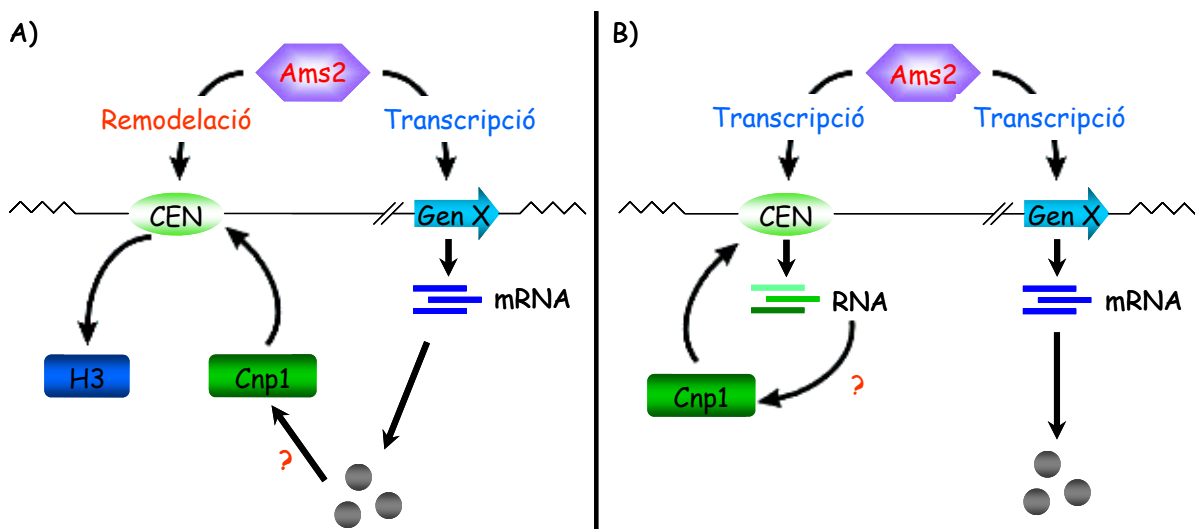 A)
Ams2
Remodelació
Transcripció
CEN
Gen X
mRNA
H3
Cnp1
?
B)
Ams2
Transcripció
Transcripció
CEN
Gen X
RNA
mRNA
Cnp1
?